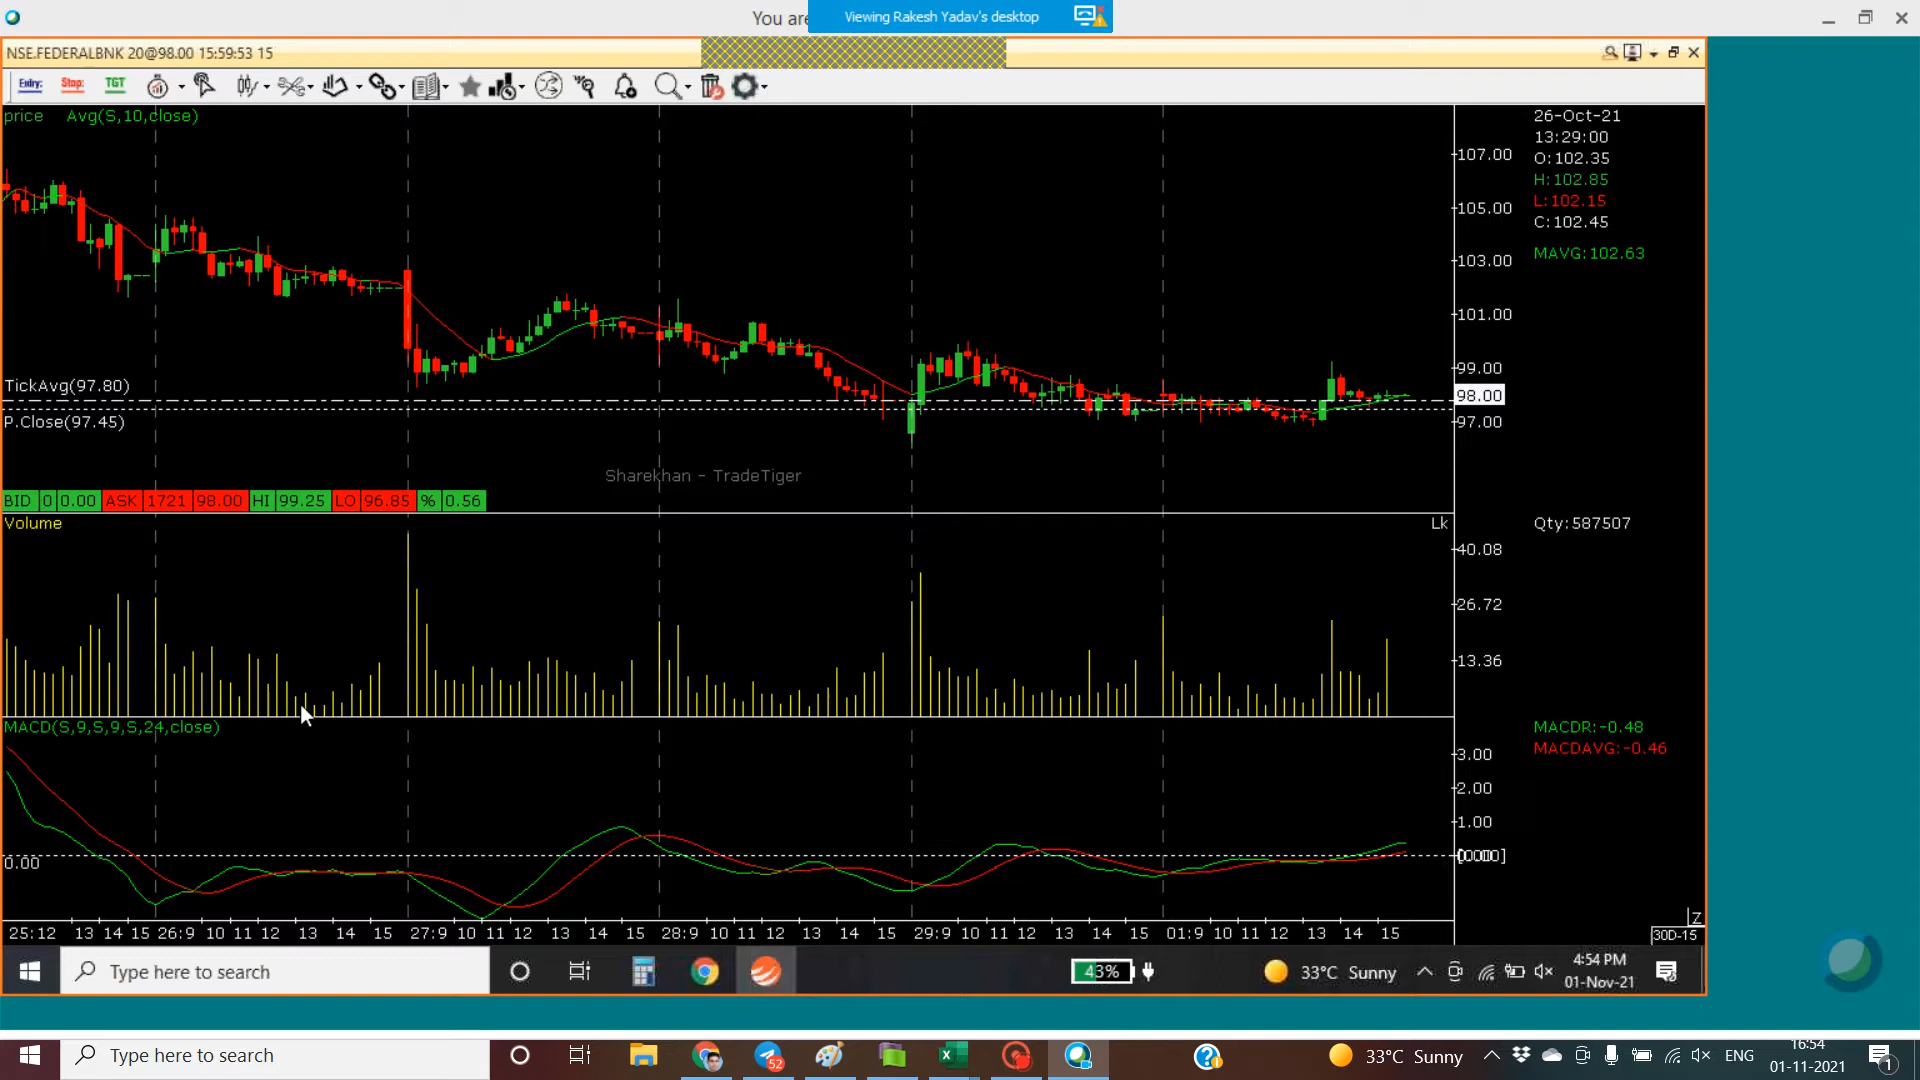 You are
Viewing Rakesh Yadav's desktop
NSE.FEDERALBNK 20@98.00 15:59:53 15
Entry: Stop: TGT
price Avg(S,10,close)
26-Oct-21
13:29:00
O:102.35
H:102.85
L:102.15
C:102.45
MAVG:102.63
107.00
105.00
103.00
101.00
99.00
98.00
97.00
TickAvg(97.80)
P.Close(97.45)
Sharekhan - TradeTiger
BID 0 0.00 ASK 1721 98.00 HI 99.25 LO 96.85 % 0.56
Volume
Lk
Qty:587507
40.08
26.72
13.36
MACD(S,9,S,9,S,24,close)
MACDR:-0.48
MACDAVG:-0.46
3.00
2.00
1.00
0.00
Z
25:12 13 14 15 26:9 10 11 12 13 14 15 27:9 10 11 12 13 14 15 28:9 10 11 12 13 14 15 29:9 10 11 12 13 14 15 01:9 10 11 12 13 14 15
30D-15
Type here to search
43%
33°C Sunny
4:54 PM
01-Nov-21
Type here to search
52
33°C Sunny
ENG
16:54
01-11-2021
1